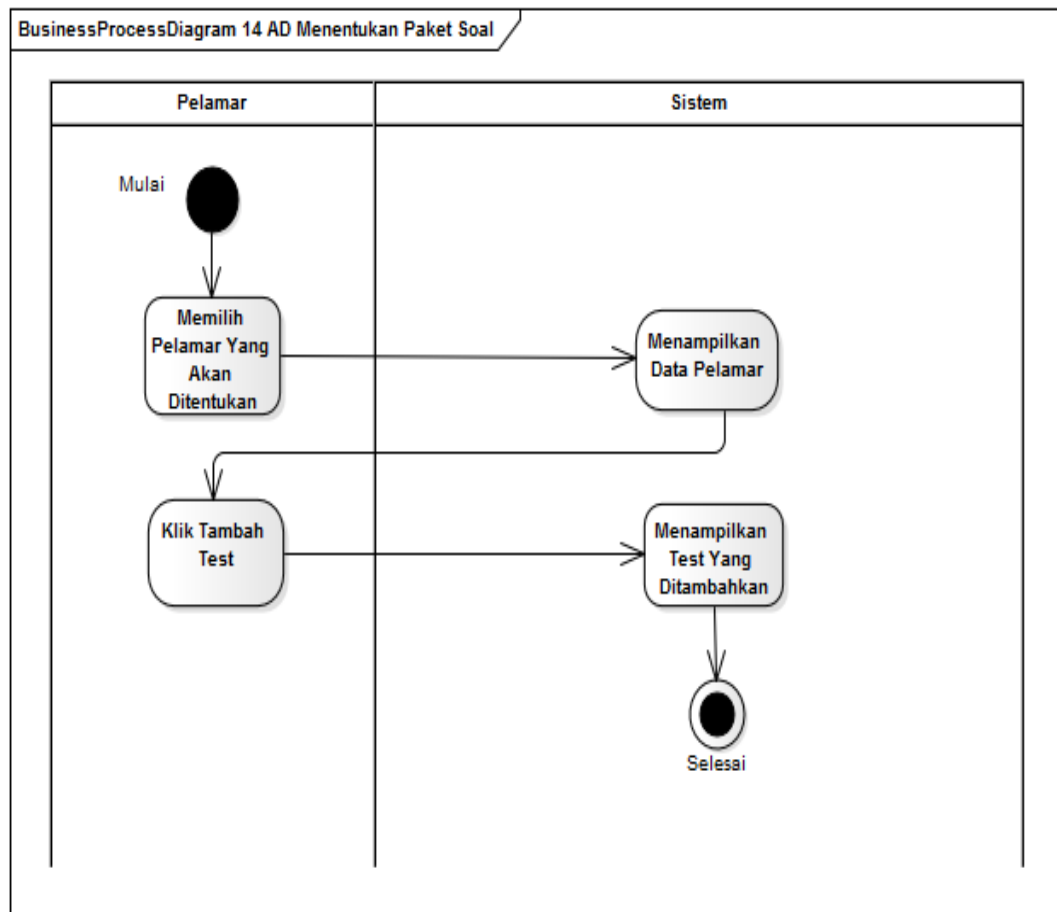 BusinessProcessDiagram 14 AD Menentukan Paket Soal
Pelamar
Sistem
Mulai
Memilih
Pelamar Yang
Akan
Ditentukan
Menampilkan
Data Pelamar
Klik Tambah
Test
Menampilkan
Test Yang
Ditambahkan
Selesai